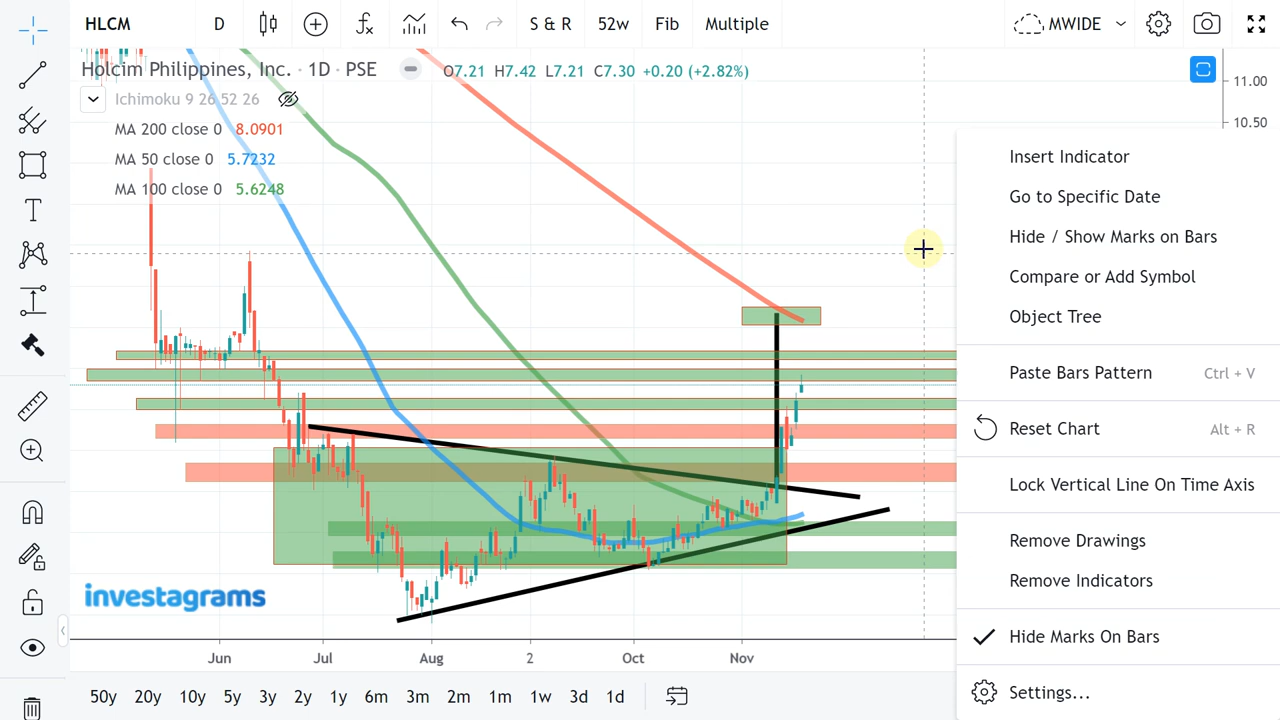 HLCM
D
S & R
52w
Fib
Multiple
MWIDE
Holcim Philippines, Inc. · 1D · PSE
O7.21 H7.42 L7.21 C7.30 +0.20 (+2.82%)
Ichimoku 9 26 52 26
MA 200 close 0 8.0901
MA 50 close 0 5.7232
MA 100 close 0 5.6248
11.00
10.50
Insert Indicator
Go to Specific Date
Hide / Show Marks on Bars
Compare or Add Symbol
Object Tree
Paste Bars Pattern Ctrl + V
Reset Chart Alt + R
Lock Vertical Line On Time Axis
Remove Drawings
Remove Indicators
Hide Marks On Bars
Settings...
investagrams
Jun Jul Aug 2 Oct Nov
50y 20y 10y 5y 3y 2y 1y 6m 3m 2m 1m 1w 3d 1d